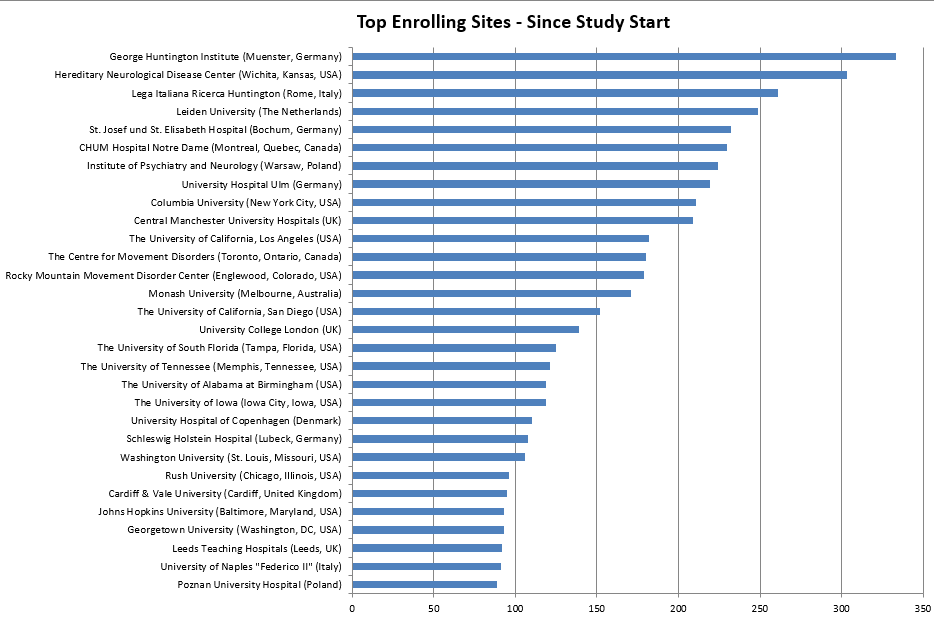 Top Enrolling Sites - Since Study Start
George Huntington Institute (Muenster, Germany)
Hereditary Neurological Disease Center (Wichita, Kansas, USA)
Lega Italiana Ricerca Huntington (Rome, Italy)
Leiden University (The Netherlands)
St. Josef und St. Elisabeth Hospital (Bochum, Germany)
CHUM Hospital Notre Dame (Montreal, Quebec, Canada)
Institute of Psychiatry and Neurology (Warsaw, Poland)
University Hospital Ulm (Germany)
Columbia University (New York City, USA)
Central Manchester University Hospitals (UK)
The University of California, Los Angeles (USA)
The Centre for Movement Disorders (Toronto, Ontario, Canada)
Rocky Mountain Movement Disorder Center (Englewood, Colorado, USA)
Monash University (Melbourne, Australia)
The University of California, San Diego (USA)
University College London (UK)
The University of South Florida (Tampa, Florida, USA)
The University of Tennessee (Memphis, Tennessee, USA)
The University of Alabama at Birmingham (USA)
The University of Iowa (Iowa City, Iowa, USA)
University Hospital of Copenhagen (Denmark)
Schleswig Holstein Hospital (Lubeck, Germany)
Washington University (St. Louis, Missouri, USA)
Rush University (Chicago, Illinois, USA)
Cardiff & Vale University (Cardiff, United Kingdom)
Johns Hopkins University (Baltimore, Maryland, USA)
Georgetown University (Washington, DC, USA)
Leeds Teaching Hospitals (Leeds, UK)
University of Naples "Federico II" (Italy)
Poznan University Hospital (Poland)
0 50 100 150 200 250 300 350